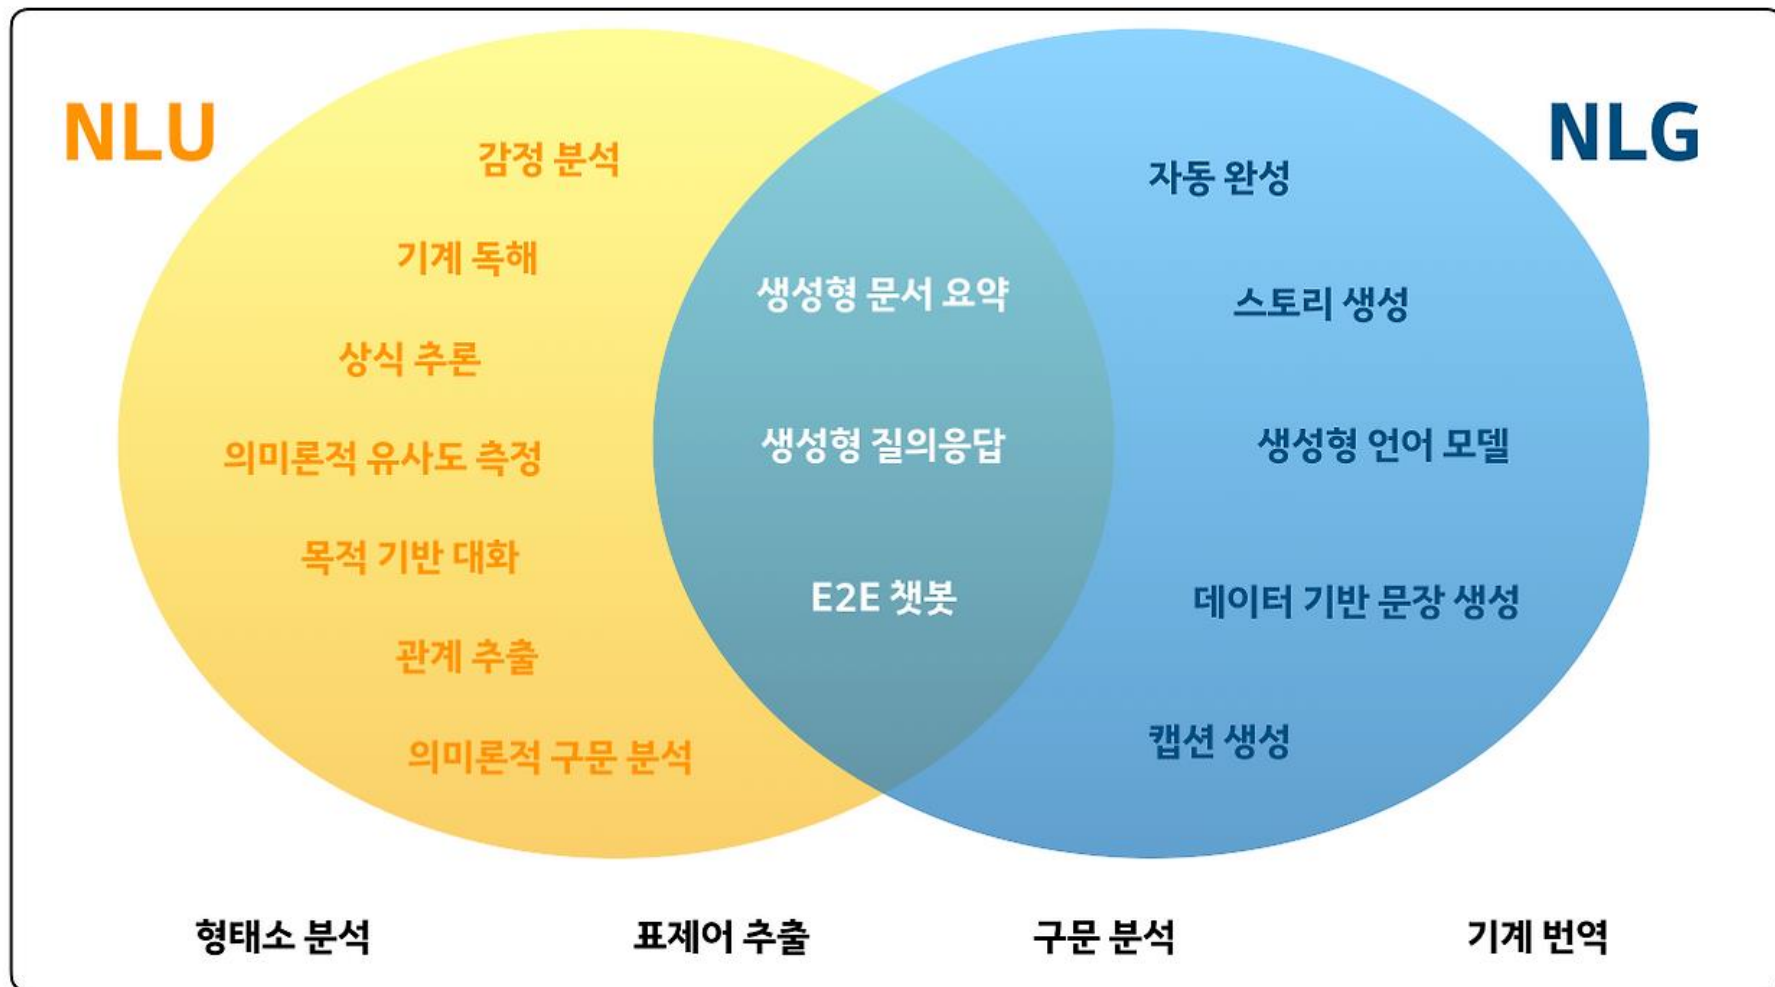 NLU
감정 분석
기계 독해
상식 추론
의미론적 유사도 측정
목적 기반 대화
관계 추출
의미론적 구문 분석
생성형 문서 요약
생성형 질의응답
E2E 챗봇
NLG
자동 완성
스토리 생성
생성형 언어 모델
데이터 기반 문장 생성
캡션 생성
형태소 분석
표제어 추출
구문 분석
기계 번역